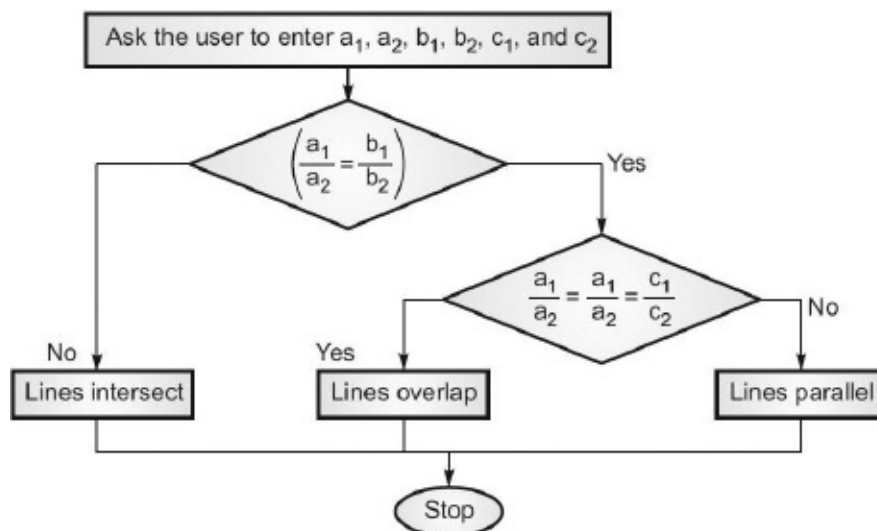 Ask the user to enter a₁, a₂, b₁, b₂, c₁, and c₂
(a₁/a₂ = b₁/b₂)
Yes
a₁/a₂ = a₁/a₂ = c₁/c₂
No
No
Yes
Lines intersect
Lines overlap
Lines parallel
Stop